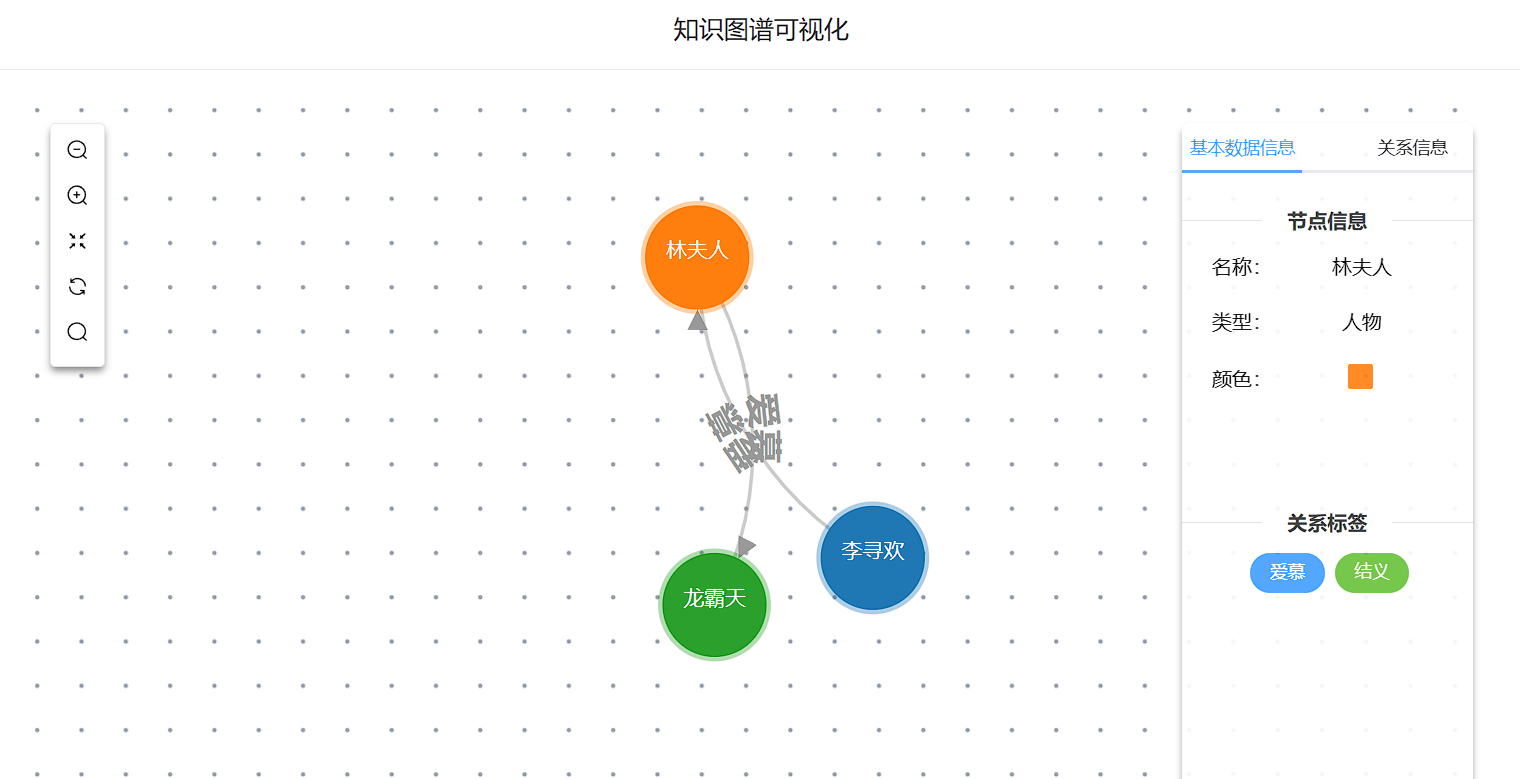 知识图谱可视化
基本数据信息
关系信息
林夫人
节点信息
名称：
林夫人
类型：
人物
颜色：
爱慕
李寻欢
龙霸天
关系标签
爱慕
结义